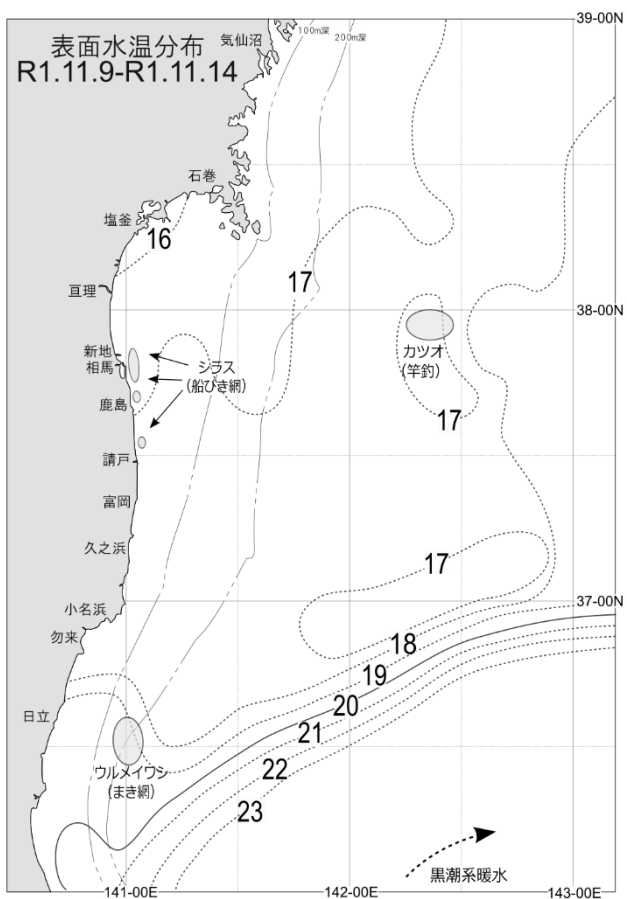 表面水温分布
R1.11.9-R1.11.14
気仙沼
100m深
200m深
39-00N
石巻
塩釜
16
17
亘理
38-00N
新地
相馬
シラス
(船びき網)
カツオ
(竿釣)
鹿島
17
請戸
富岡
久之浜
17
小名浜
37-00N
勿来
18
19
20
日立
21
22
ウルメイワシ
(まき網)
23
黒潮系暖水
141-00E
142-00E
143-00E